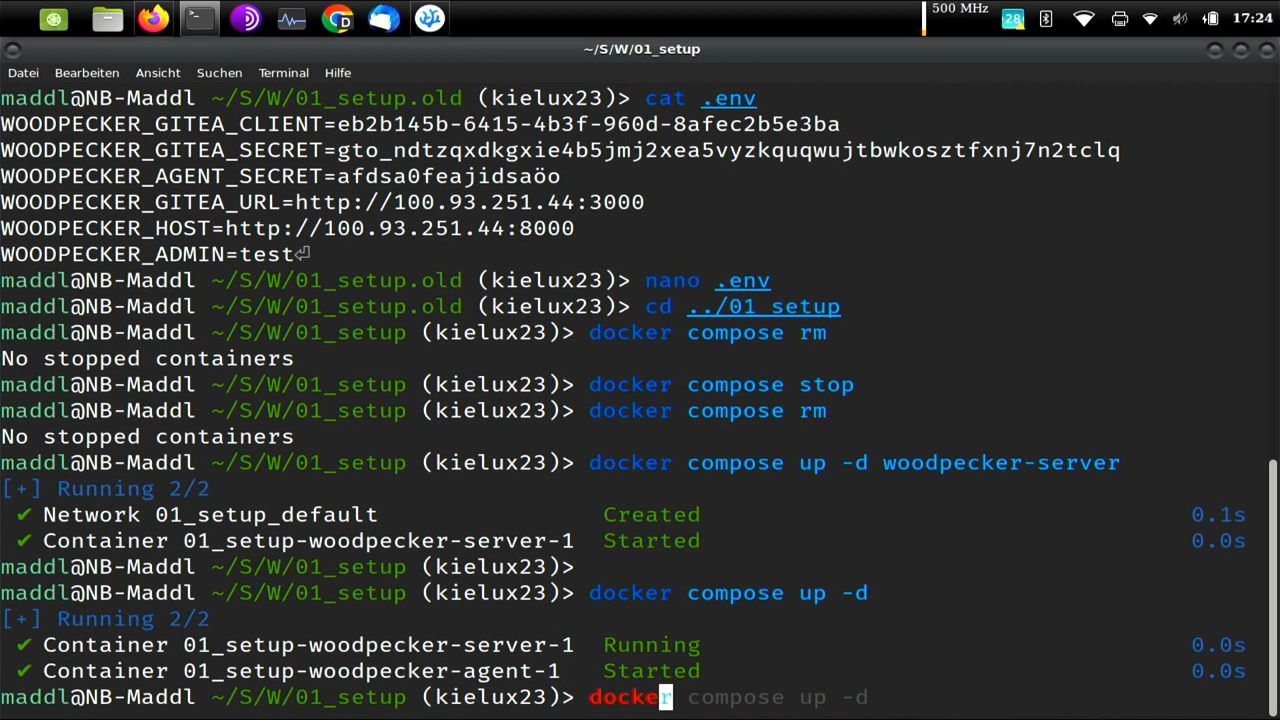 500 MHz
28
17:24
~/S/W/01_setup
Datei Bearbeiten Ansicht Suchen Terminal Hilfe
maddl@NB-Maddl ~/S/W/01_setup.old (kielux23)> cat .env
WOODPECKER_GITEA_CLIENT=eb2b145b-6415-4b3f-960d-8afec2b5e3ba
WOODPECKER_GITEA_SECRET=gto_ndtzqxdkgxie4b5jmj2xea5vyzkquqwujtbwkosztfxnj7n2tclq
WOODPECKER_AGENT_SECRET=afdsa0feajidsaöo
WOODPECKER_GITEA_URL=http://100.93.251.44:3000
WOODPECKER_HOST=http://100.93.251.44:8000
WOODPECKER_ADMIN=test⏎
maddl@NB-Maddl ~/S/W/01_setup.old (kielux23)> nano .env
maddl@NB-Maddl ~/S/W/01_setup.old (kielux23)> cd ../01_setup
maddl@NB-Maddl ~/S/W/01_setup (kielux23)> docker compose rm
No stopped containers
maddl@NB-Maddl ~/S/W/01_setup (kielux23)> docker compose stop
maddl@NB-Maddl ~/S/W/01_setup (kielux23)> docker compose rm
No stopped containers
maddl@NB-Maddl ~/S/W/01_setup (kielux23)> docker compose up -d woodpecker-server
[+] Running 2/2
✔ Network 01_setup_default Created 0.1s
✔ Container 01_setup-woodpecker-server-1 Started 0.0s
maddl@NB-Maddl ~/S/W/01_setup (kielux23)>
maddl@NB-Maddl ~/S/W/01_setup (kielux23)> docker compose up -d
[+] Running 2/2
✔ Container 01_setup-woodpecker-server-1 Running 0.0s
✔ Container 01_setup-woodpecker-agent-1 Started 0.0s
maddl@NB-Maddl ~/S/W/01_setup (kielux23)> docker compose up -d